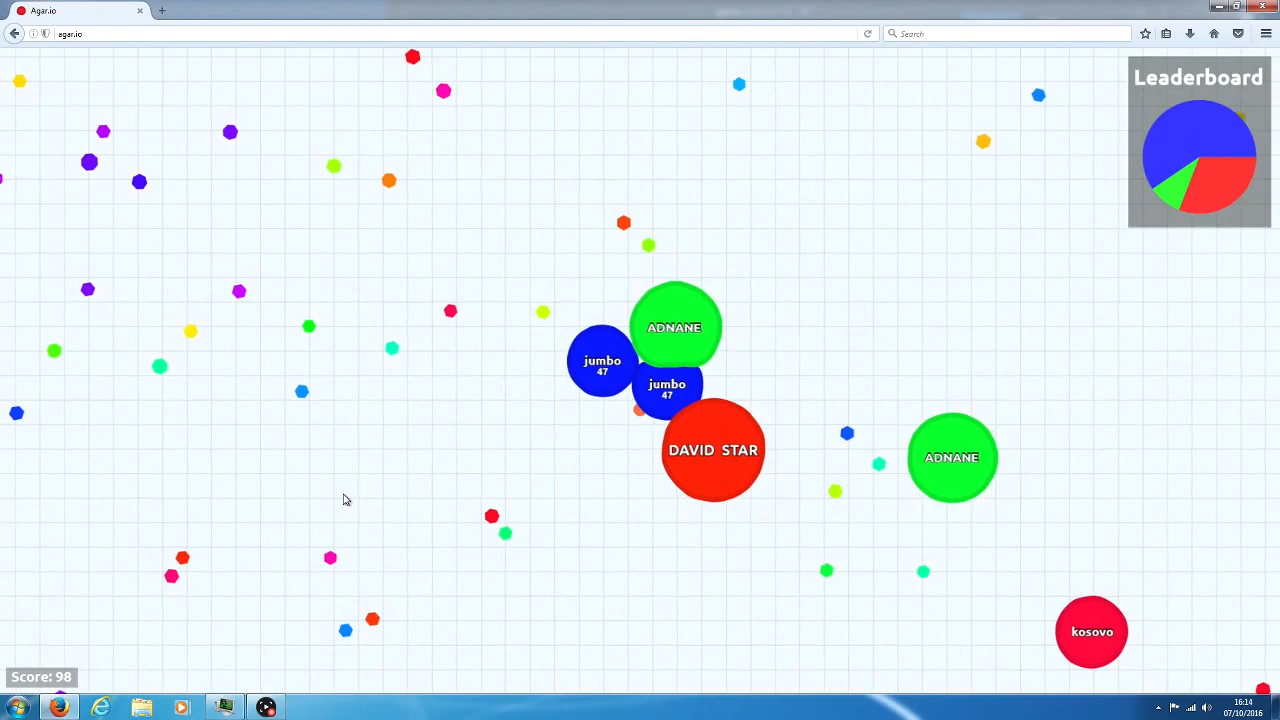 Agar.io
agar.io
Search
Leaderboard
ADNANE
jumbo
47
jumbo
47
DAVID STAR
ADNANE
kosovo
Score: 98
16:14
07/10/2016